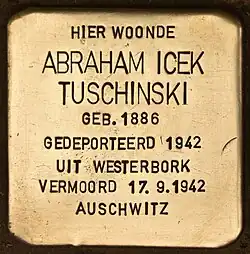 HIER WOONDE
ABRAHAM ICEK
TUSCHINSKI
GEB. 1886
GEDEPORTEERD 1942
UIT WESTERBORK
VERMOORD 17.9.1942
AUSCHWITZ